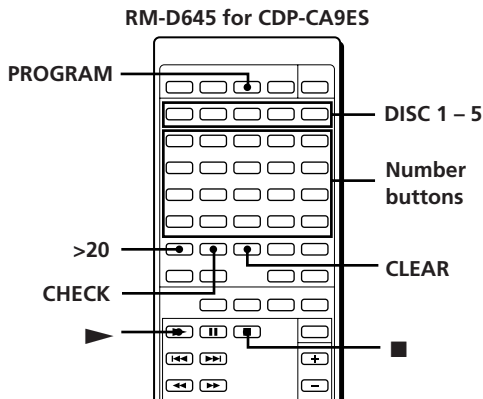 RM-D645 for CDP-CA9ES
PROGRAM
DISC 1 – 5
Number
buttons
>20
CLEAR
CHECK
+
−